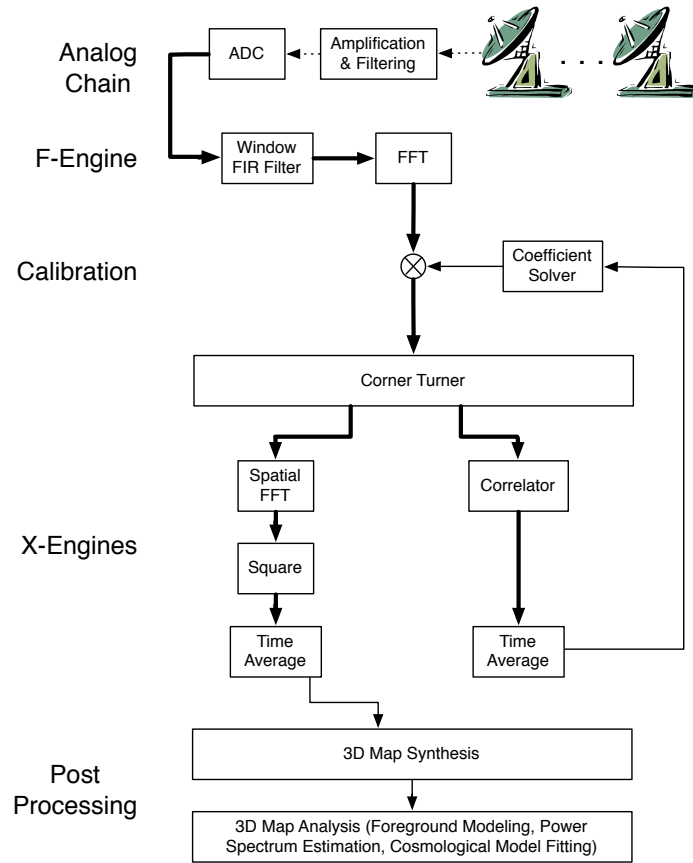 Analog
Chain
ADC
Amplification
& Filtering
. . .
F-Engine
Window
FIR Filter
FFT
Calibration
Coefficient
Solver
Corner Turner
X-Engines
Spatial
FFT
Correlator
Square
Time
Average
Time
Average
Post
Processing
3D Map Synthesis
3D Map Analysis (Foreground Modeling, Power
Spectrum Estimation, Cosmological Model Fitting)